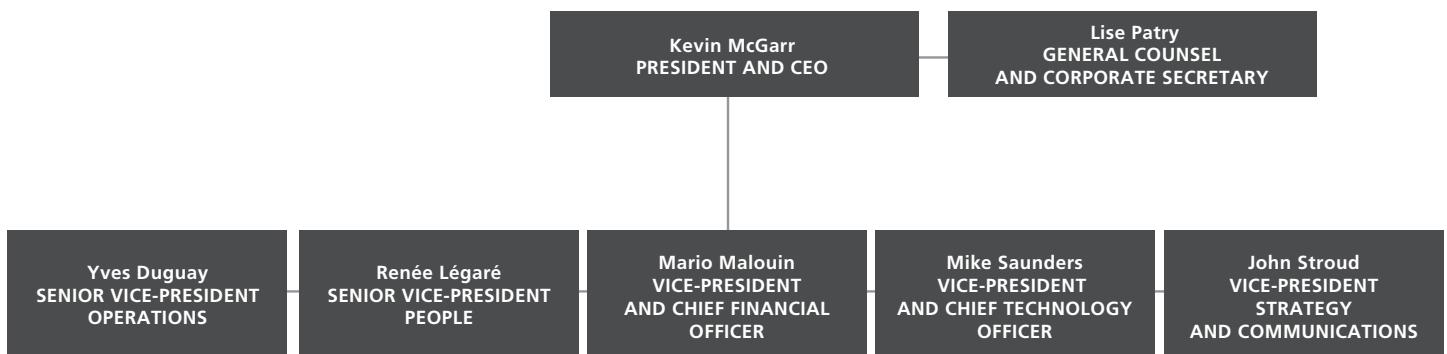 Kevin McGarr
PRESIDENT AND CEO
Lise Patry
GENERAL COUNSEL
AND CORPORATE SECRETARY
Yves Duguay
SENIOR VICE-PRESIDENT
OPERATIONS
Renée Légaré
SENIOR VICE-PRESIDENT
PEOPLE
Mario Malouin
VICE-PRESIDENT
AND CHIEF FINANCIAL
OFFICER
Mike Saunders
VICE-PRESIDENT
AND CHIEF TECHNOLOGY
OFFICER
John Stroud
VICE-PRESIDENT
STRATEGY
AND COMMUNICATIONS